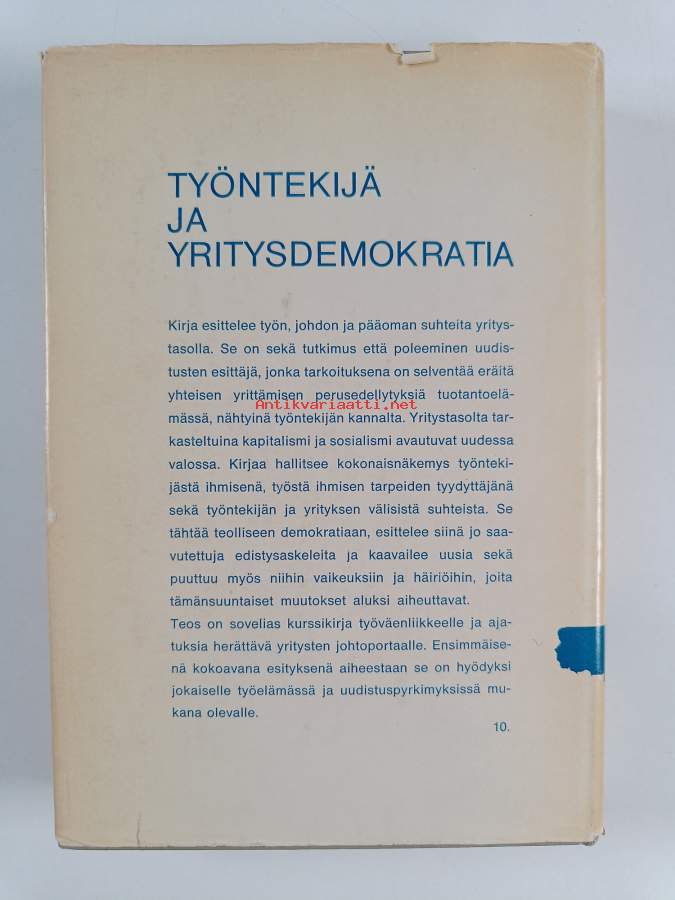 TYÖNTEKIJÄ
JA
YRITYSDEMOKRATIA
Kirja esittelee työn, johdon ja pääoman suhteita yritys-
tasolla. Se on sekä tutkimus että poleeminen uudis-
tusten esittäjä, jonka tarkoituksena on selventää eräitä
yhteisen yrittämisen perusedellytyksiä tuotantoelä-
Antikvariaatti.net
mässä, nähtyinä työntekijän kannalta. Yritystasolta tar-
kasteltuina kapitalismi ja sosialismi avautuvat uudessa
valossa. Kirjaa hallitsee kokonaisnäkemys työnteki-
jästä ihmisenä, työstä ihmisen tarpeiden tyydyttäjänä
sekä työntekijän ja yrityksen välisistä suhteista. Se
tähtää teolliseen demokratiaan, esittelee siinä jo saa-
vutettuja edistysaskeleita ja kaavailee uusia sekä
puuttuu myös niihin vaikeuksiin ja häiriöihin, joita
tämänsuuntaiset muutokset aluksi aiheuttavat.
Teos on sovelias kurssikirja työväenliikkeelle ja aja-
tuksia herättävä yritysten johtoportaalle. Ensimmäise-
nä kokoavana esityksenä aiheestaan se on hyödyksi
jokaiselle työelämässä ja uudistuspyrkimyksissä mu-
kana olevalle.
10.